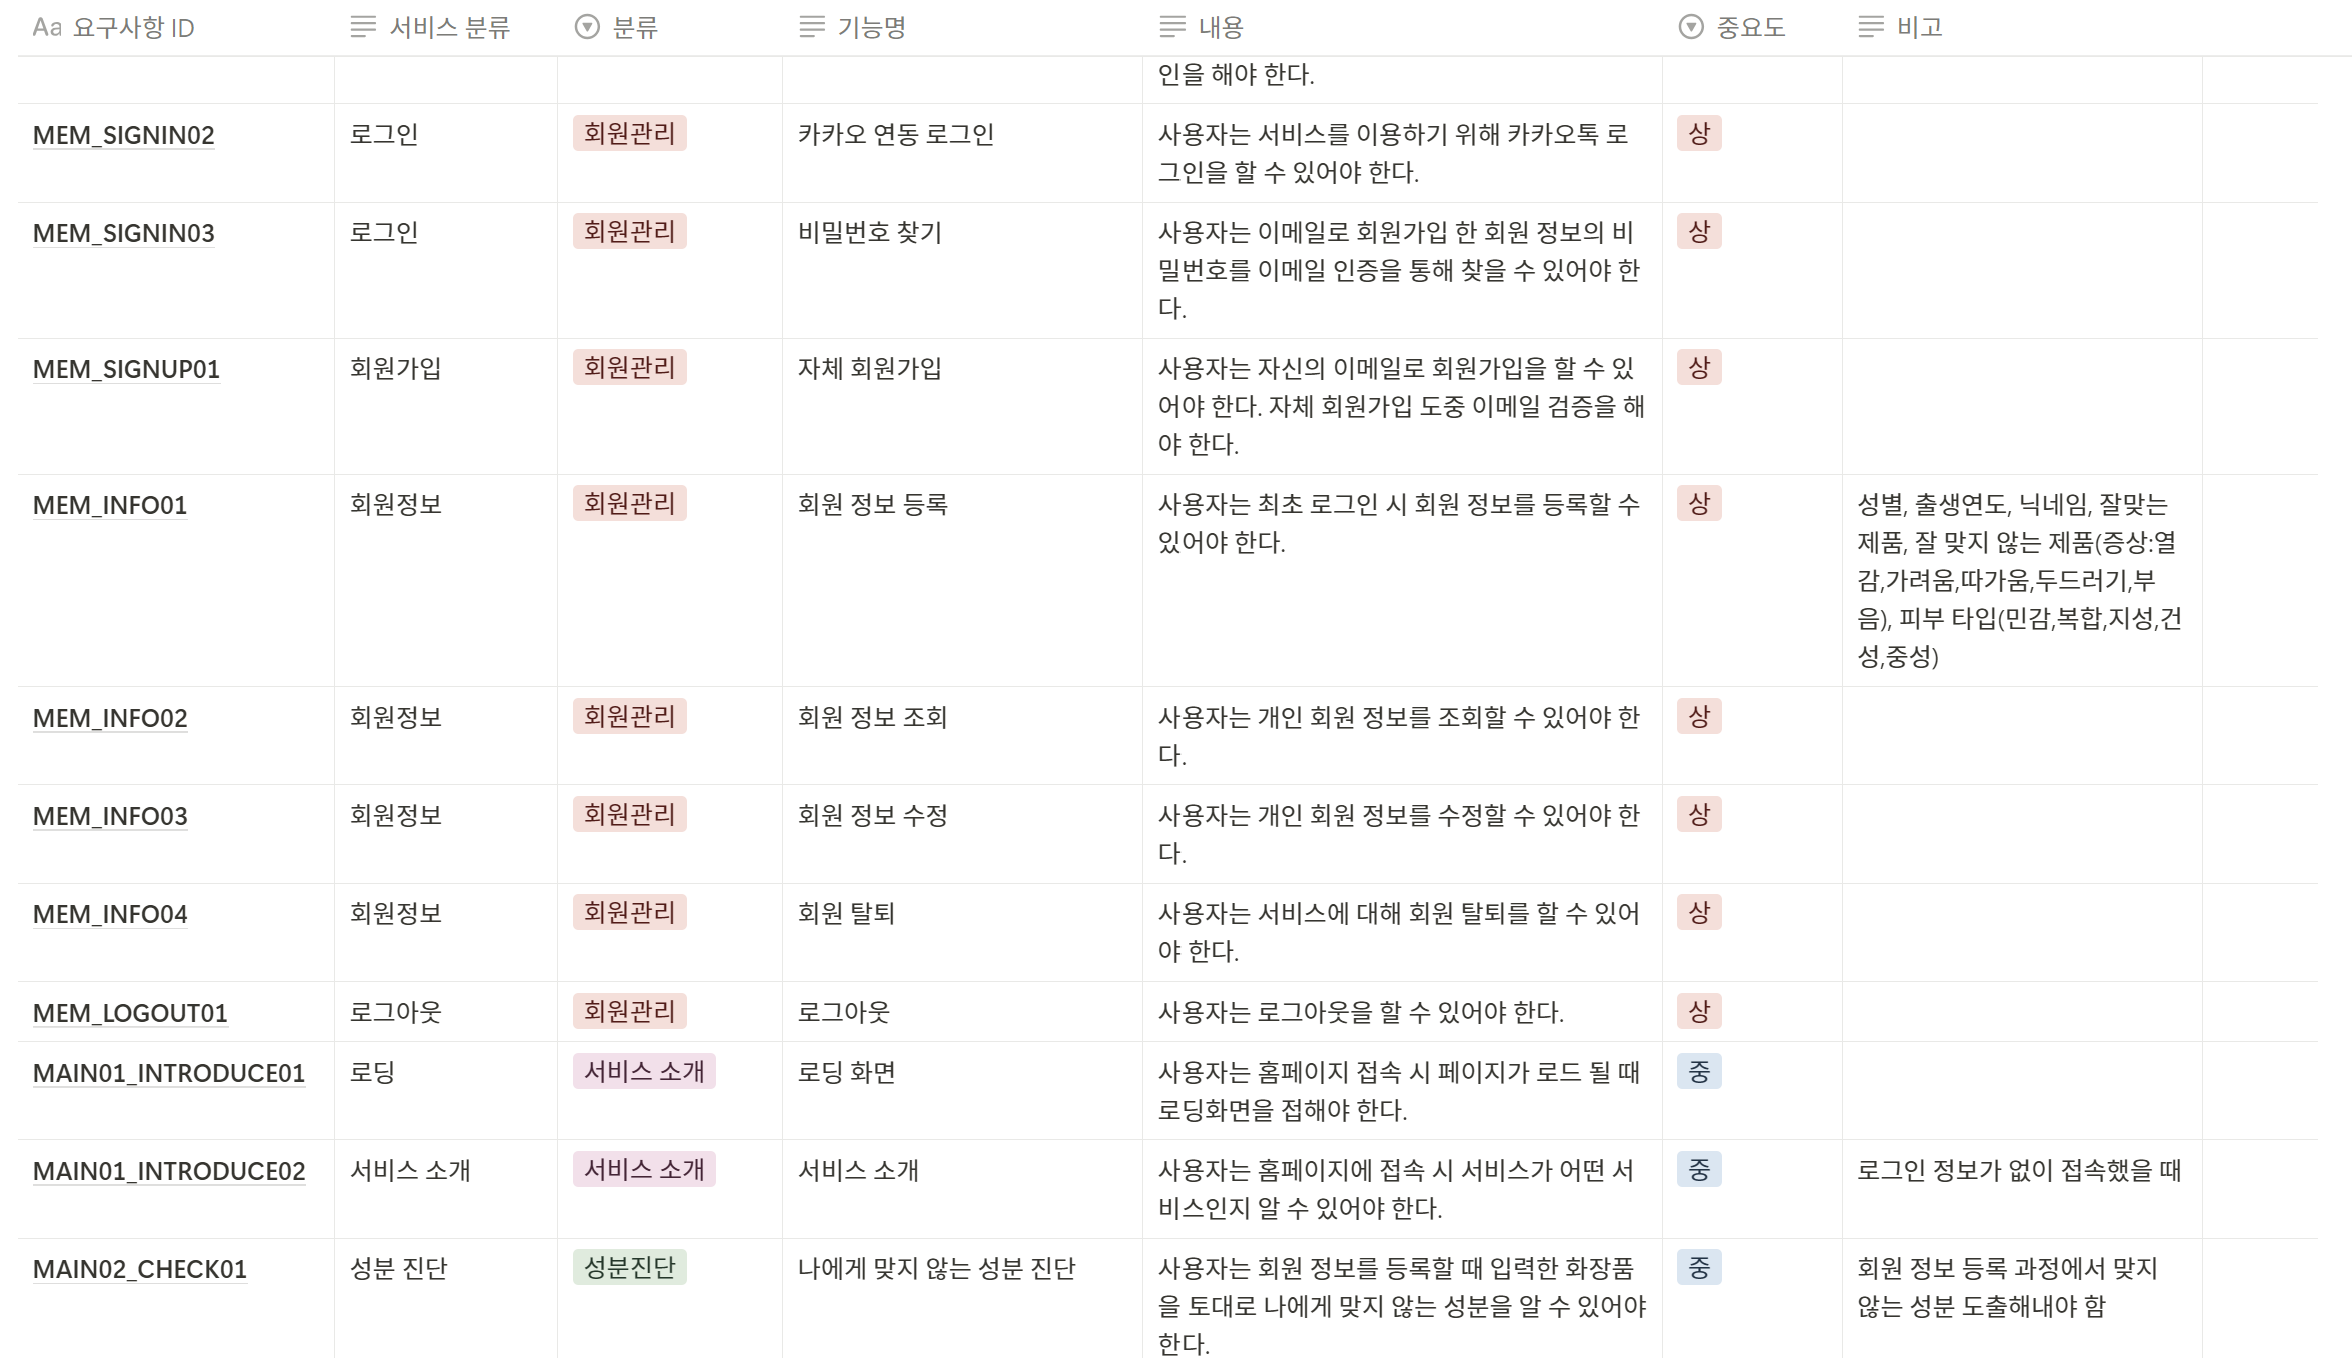 Aa 요구사항 ID 서비스 분류 분류 기능명 내용 중요도 비고
인을 해야 한다.
MEM_SIGNIN02 로그인 회원관리 카카오 연동 로그인 사용자는 서비스를 이용하기 위해 카카오톡 로 상
그인을 할 수 있어야 한다.
MEM_SIGNIN03 로그인 회원관리 비밀번호 찾기 사용자는 이메일로 회원가입 한 회원 정보의 비 상
밀번호를 이메일 인증을 통해 찾을 수 있어야 한
다.
MEM_SIGNUP01 회원가입 회원관리 자체 회원가입 사용자는 자신의 이메일로 회원가입을 할 수 있 상
어야 한다. 자체 회원가입 도중 이메일 검증을 해
야 한다.
MEM_INFO01 회원정보 회원관리 회원 정보 등록 사용자는 최초 로그인 시 회원 정보를 등록할 수 상 성별, 출생연도, 닉네임, 잘맞는
있어야 한다. 제품, 잘 맞지 않는 제품(증상:열
감,가려움,따가움,두드러기,부
음), 피부 타입(민감,복합,지성,건
성,중성)
MEM_INFO02 회원정보 회원관리 회원 정보 조회 사용자는 개인 회원 정보를 조회할 수 있어야 한 상
다.
MEM_INFO03 회원정보 회원관리 회원 정보 수정 사용자는 개인 회원 정보를 수정할 수 있어야 한 상
다.
MEM_INFO04 회원정보 회원관리 회원 탈퇴 사용자는 서비스에 대해 회원 탈퇴를 할 수 있어 상
야 한다.
MEM_LOGOUT01 로그아웃 회원관리 로그아웃 사용자는 로그아웃을 할 수 있어야 한다. 상
MAIN01_INTRODUCE01 로딩 서비스 소개 로딩 화면 사용자는 홈페이지 접속 시 페이지가 로드 될 때 중
로딩화면을 접해야 한다.
MAIN01_INTRODUCE02 서비스 소개 서비스 소개 서비스 소개 사용자는 홈페이지에 접속 시 서비스가 어떤 서 중 로그인 정보가 없이 접속했을 때
비스인지 알 수 있어야 한다.
MAIN02_CHECK01 성분 진단 성분진단 나에게 맞지 않는 성분 진단 사용자는 회원 정보를 등록할 때 입력한 화장품 중 회원 정보 등록 과정에서 맞지
을 토대로 나에게 맞지 않는 성분을 알 수 있어야 않는 성분 도출해내야 함
한다.